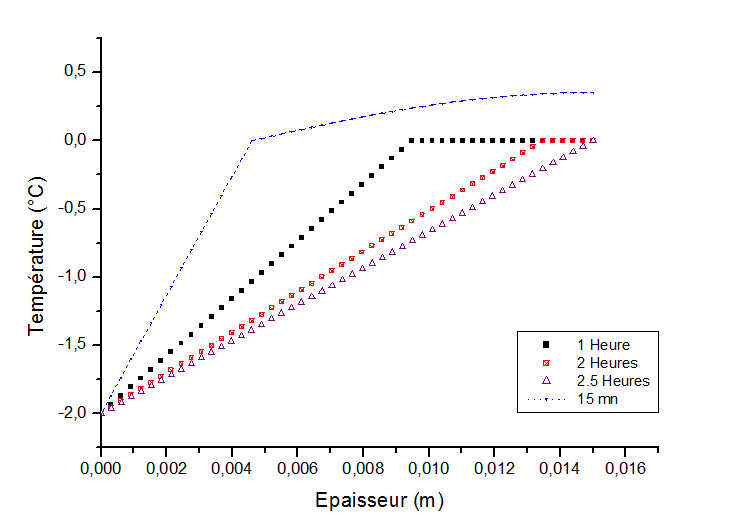 Température (°C)
0,5
0,0
-0,5
-1,0
-1,5
-2,0
1 Heure
2 Heures
2.5 Heures
15 mn
0,000 0,002 0,004 0,006 0,008 0,010 0,012 0,014 0,016
Epaisseur (m)